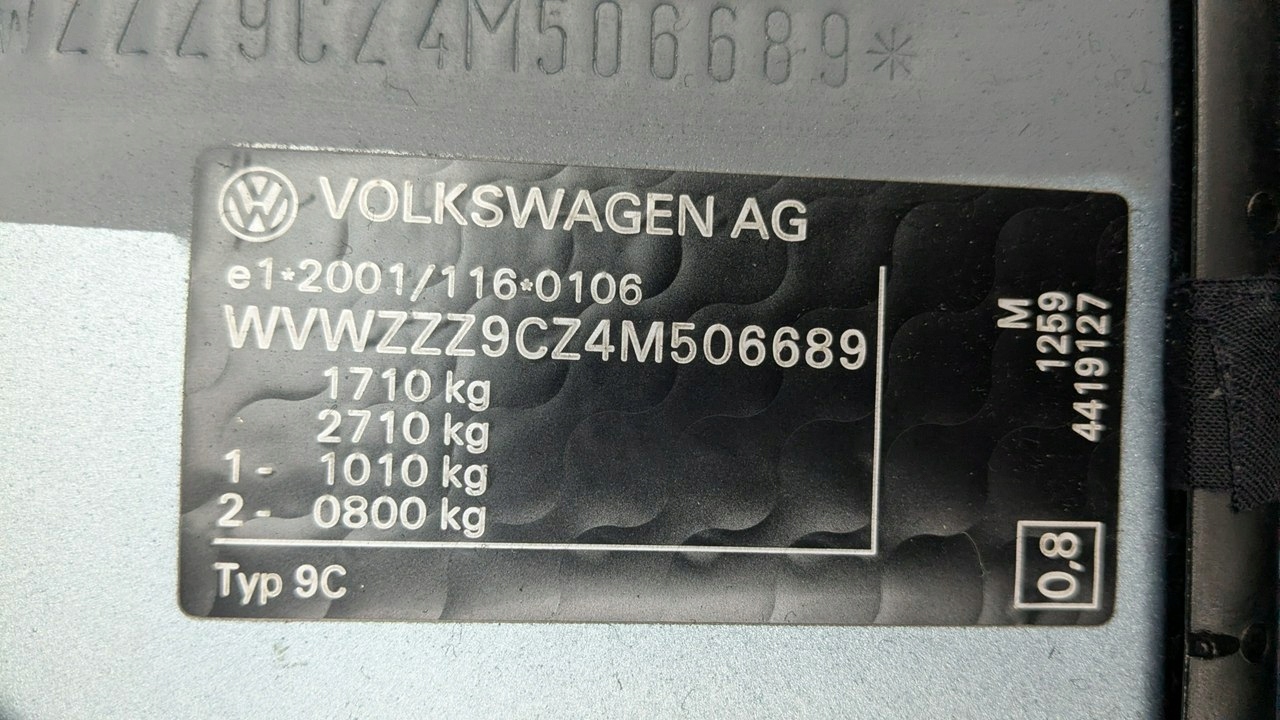 WZZZ9CZ4M506689*
VOLKSWAGEN AG
e1*2001/116*0106
WVWZZZ9CZ4M506689
1710 kg
2710 kg
1- 1010 kg
2- 0800 kg
Typ 9C
M
1259
4419127
0,8